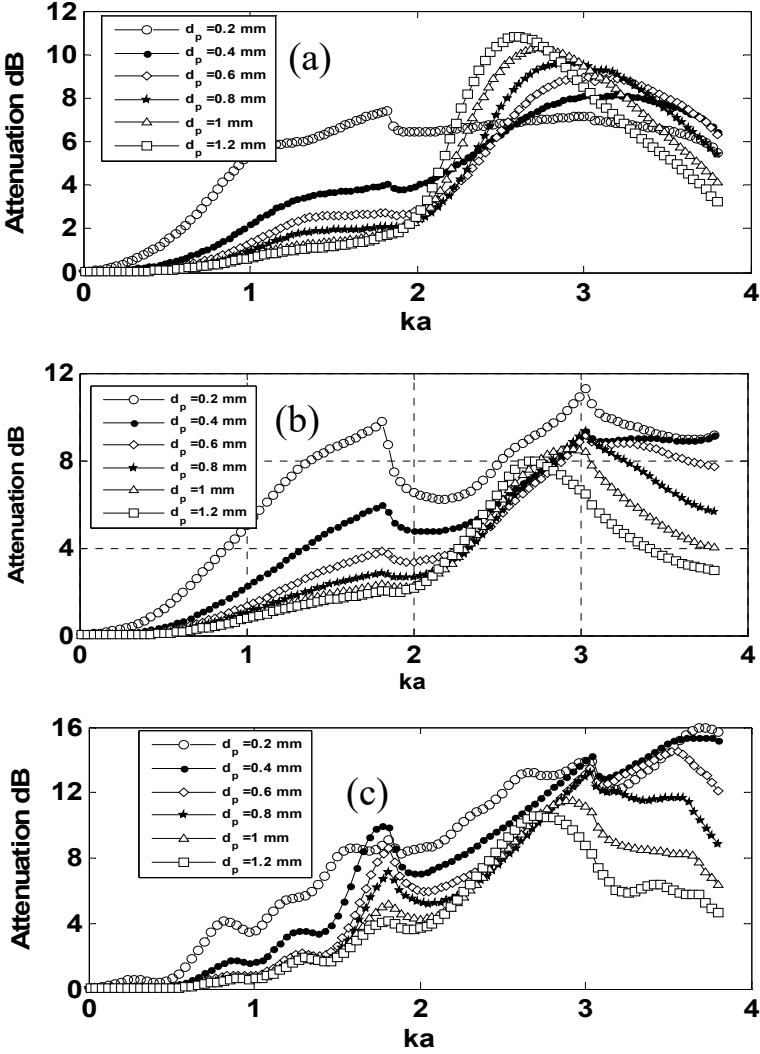 12
10
8
6
4
2
0
Attenuation dB
d p =0.2 mm
d p =0.4 mm
d p =0.6 mm
d p =0.8 mm
d p =1 mm
d p =1.2 mm
(a)
0 1 2 3 4
ka
12
8
4
0
Attenuation dB
d p =0.2 mm
d p =0.4 mm
d p =0.6 mm
d p =0.8 mm
d p =1 mm
d p =1.2 mm
(b)
0 1 2 3 4
ka
16
12
8
4
0
Attenuation dB
d p =0.2 mm
d p =0.4 mm
d p =0.6 mm
d p =0.8 mm
d p =1 mm
d p =1.2 mm
(c)
0 1 2 3 4
ka